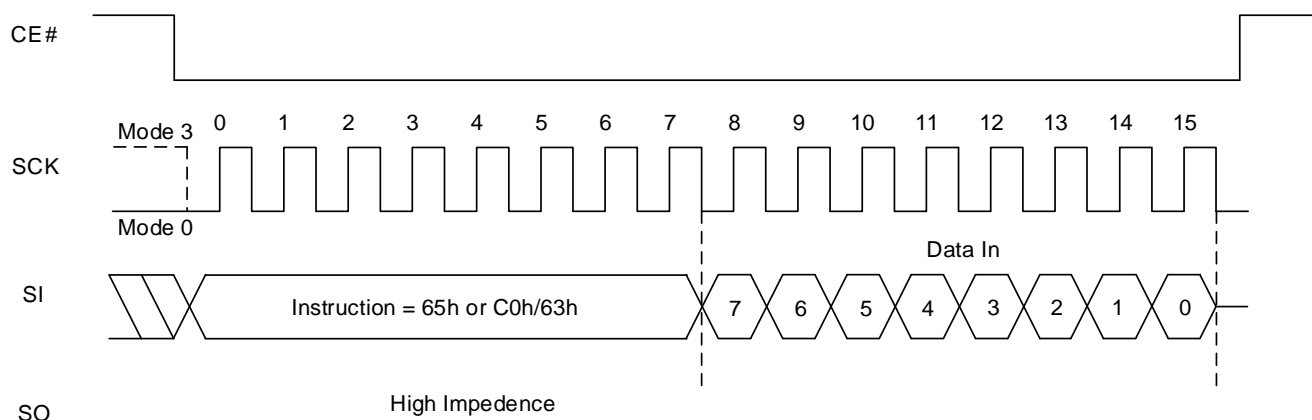 CE#
0 1 2 3 4 5 6 7 8 9 10 11 12 13 14 15
Mode 3
SCK
Mode 0
Data In
SI
Instruction = 65h or C0h/63h
7 6 5 4 3 2 1 0
High Impedence
SO